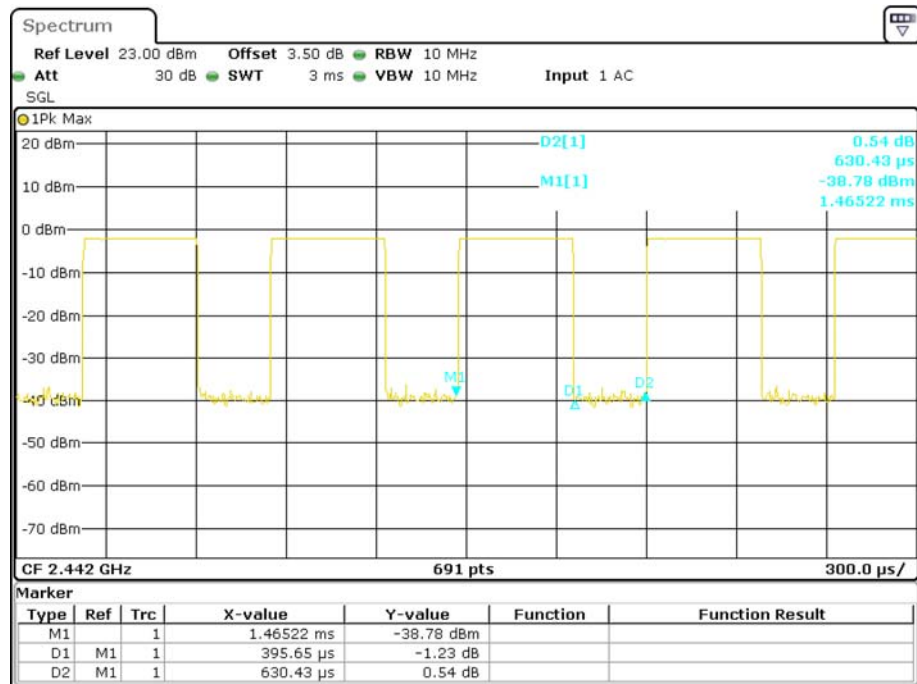 Spectrum
Ref Level 23.00 dBm Offset 3.50 dB RBW 10 MHz
Att 30 dB SWT 3 ms VBW 10 MHz Input 1 AC
SGL
1Pk Max
20 dBm
D2[1] 0.54 dB
630.43 µs
10 dBm
M1[1] -38.78 dBm
1.46522 ms
0 dBm
-10 dBm
-20 dBm
-30 dBm
M1
D1
D2
-40 dBm
-50 dBm
-60 dBm
-70 dBm
CF 2.442 GHz 691 pts 300.0 µs/
Marker
Type Ref Trc X-value Y-value Function Function Result
M1 1 1.46522 ms -38.78 dBm
D1 M1 1 395.65 µs -1.23 dB
D2 M1 1 630.43 µs 0.54 dB